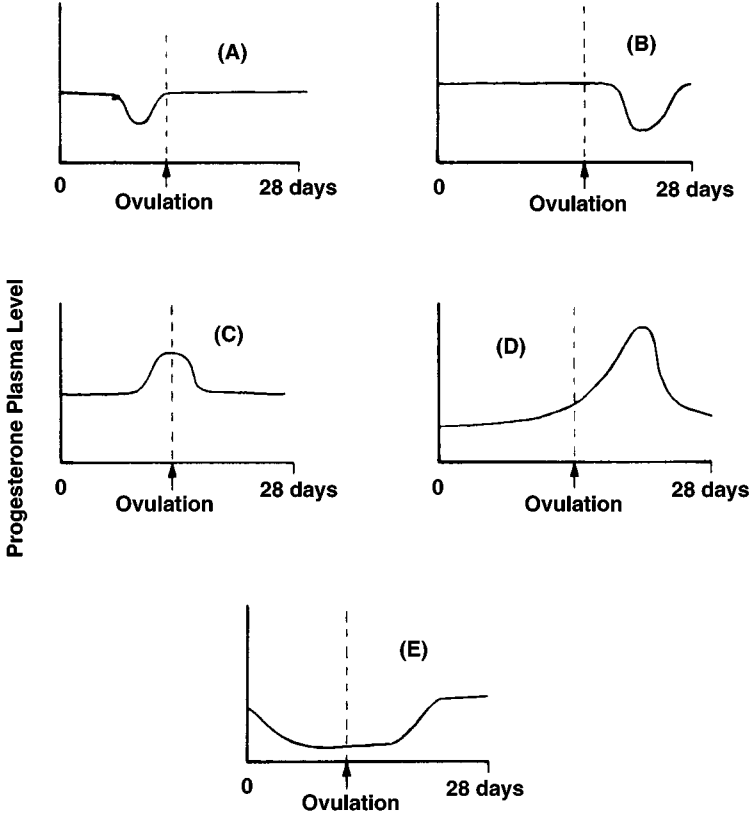 (A)
0
28 days
Ovulation
(B)
0
28 days
Ovulation
Progesterone Plasma Level
(C)
0
28 days
Ovulation
(D)
0
28 days
Ovulation
(E)
0
28 days
Ovulation